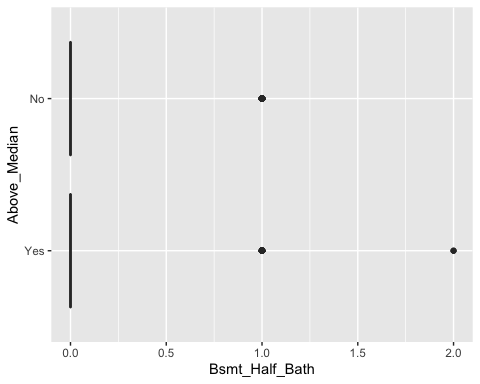 Above_Median
No
Yes
0.0 0.5 1.0 1.5 2.0
Bsmt_Half_Bath